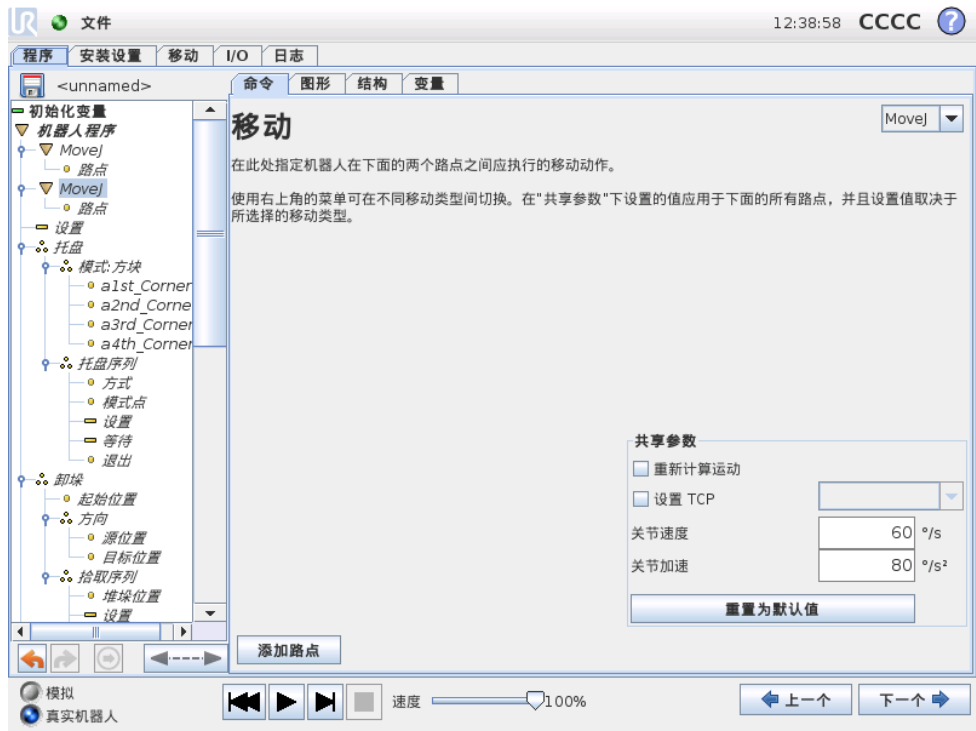 UR 文件 12:38:58 CCCC ?
程序 安装设置 移动 I/O 日志
<unnamed>
命令 图形 结构 变量
初始化变量
机器人程序
MoveJ
路点
MoveJ
路点
设置
托盘
模式:方块
a1st_Corner
a2nd_Corne
a3rd_Corner
a4th_Corner
托盘序列
方式
模式点
设置
等待
退出
卸垛
起始位置
方向
源位置
目标位置
拾取序列
堆垛位置
设置
移动
MoveJ
在此处指定机器人在下面的两个路点之间应执行的移动动作。
使用右上角的菜单可在不同移动类型间切换。在"共享参数"下设置的值应用于下面的所有路点，并且设置值取决于
所选择的移动类型。
共享参数
重新计算运动
设置 TCP
关节速度 60 °/s
关节加速 80 °/s²
重置为默认值
添加路点
模拟
真实机器人
速度 100%
上一个 下一个